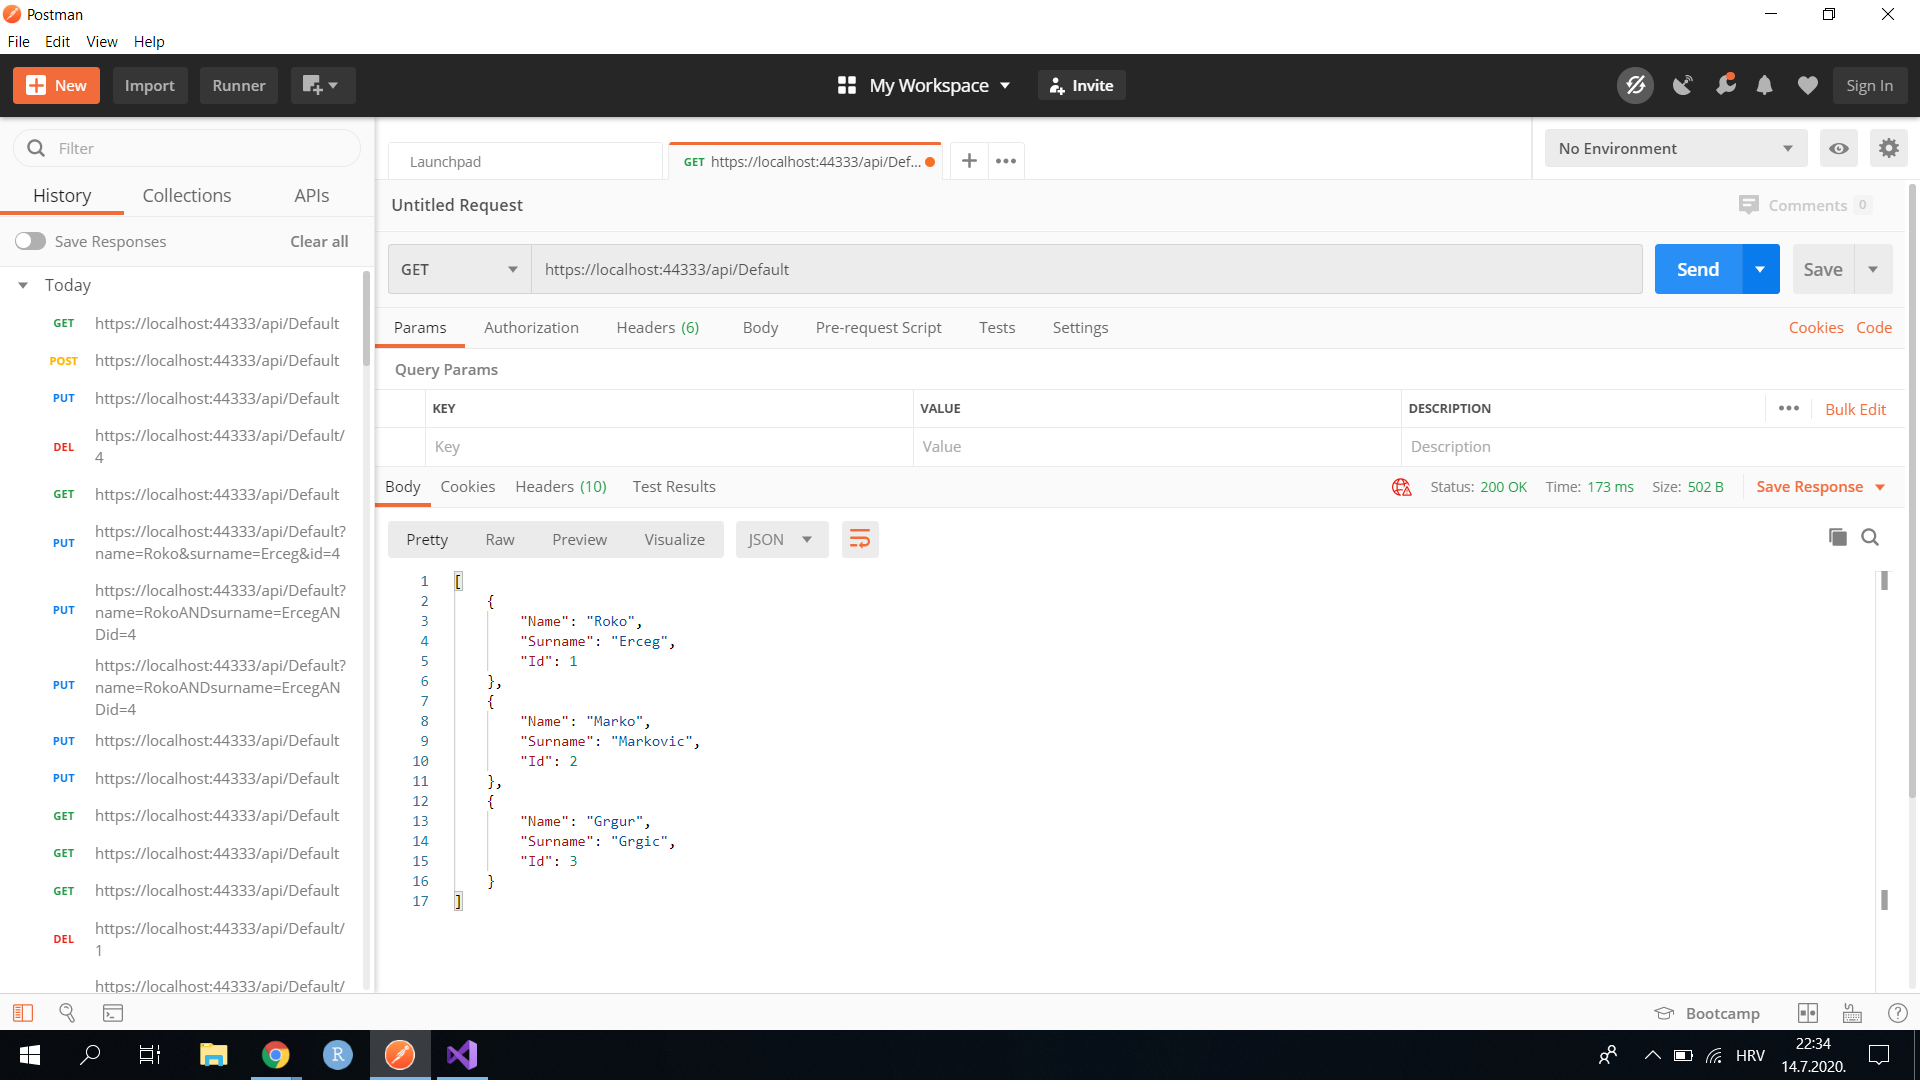 Postman
File Edit View Help
New Import Runner My Workspace Invite Sign In
Filter
History Collections APIs
Save Responses Clear all
Today
GET https://localhost:44333/api/Default
POST https://localhost:44333/api/Default
PUT https://localhost:44333/api/Default
DEL https://localhost:44333/api/Default/
4
GET https://localhost:44333/api/Default
PUT https://localhost:44333/api/Default?
name=Roko&surname=Erceg&id=4
PUT https://localhost:44333/api/Default?
name=RokoANDsurname=ErcegAN
Did=4
PUT https://localhost:44333/api/Default?
name=RokoANDsurname=ErcegAN
Did=4
PUT https://localhost:44333/api/Default
PUT https://localhost:44333/api/Default
GET https://localhost:44333/api/Default
GET https://localhost:44333/api/Default
GET https://localhost:44333/api/Default
DEL https://localhost:44333/api/Default/
1
https://localhost:44333/api/Default/
Launchpad GET https://localhost:44333/api/Def... + •••
No Environment
Untitled Request Comments 0
GET https://localhost:44333/api/Default Send Save
Params Authorization Headers (6) Body Pre-request Script Tests Settings Cookies Code
Query Params
KEY VALUE DESCRIPTION ••• Bulk Edit
Key Value Description
Body Cookies Headers (10) Test Results Status: 200 OK Time: 173 ms Size: 502 B Save Response
Pretty Raw Preview Visualize JSON
1 [
2 {
3 "Name": "Roko",
4 "Surname": "Erceg",
5 "Id": 1
6 },
7 {
8 "Name": "Marko",
9 "Surname": "Markovic",
10 "Id": 2
11 },
12 {
13 "Name": "Grgur",
14 "Surname": "Grgic",
15 "Id": 3
16 }
17 ]
Bootcamp
R HRV 22:34
14.7.2020.